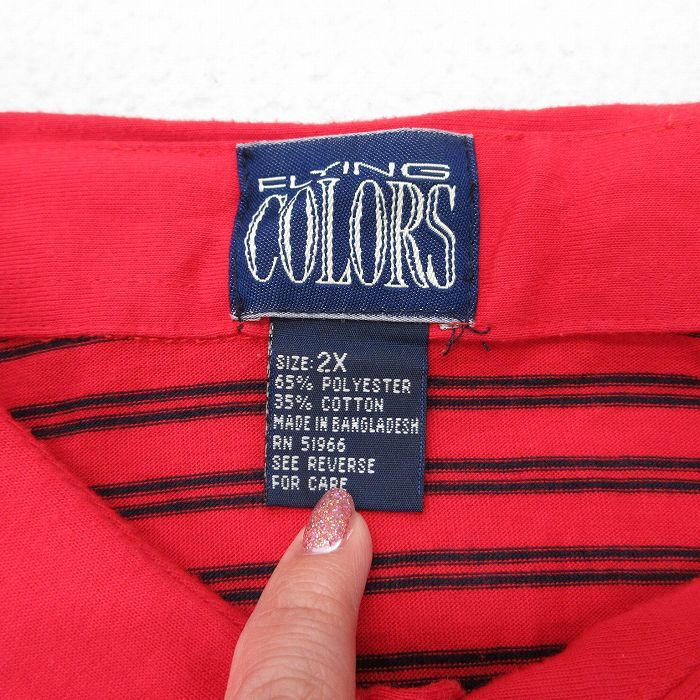 FLYING
COLORS
SIZE: 2X
65% POLYESTER
35% COTTON
MADE IN BANGLADESH
RN 51966
SEE REVERSE
FOR CARE